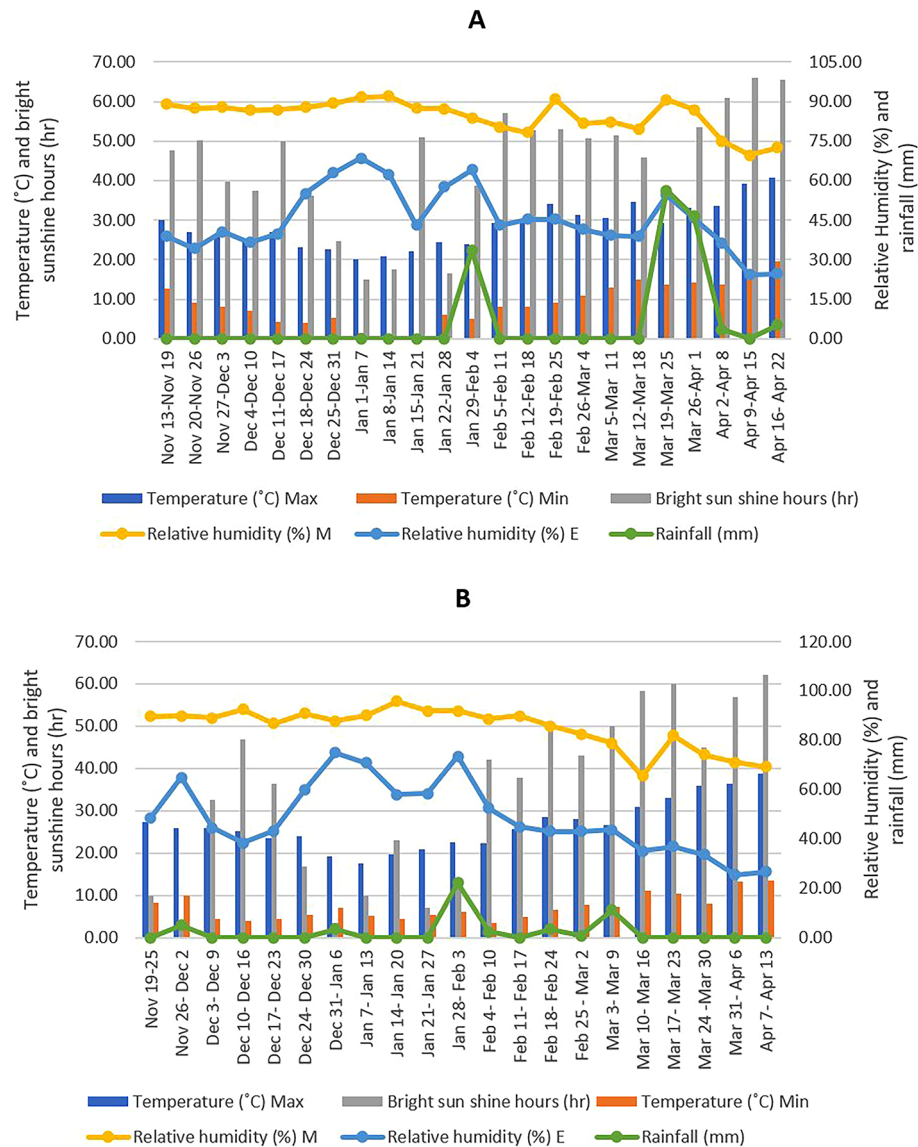 A
Temperature (˚C) and bright
sunshine hours (hr)
70.00
60.00
50.00
40.00
30.00
20.00
10.00
0.00
105.00
90.00
75.00
60.00
45.00
30.00
15.00
0.00
Relative Humidity (%) and
rainfall (mm)
Nov 13-Nov 19
Nov 20-Nov 26
Nov 27-Dec 3
Dec 4-Dec 10
Dec 11-Dec 17
Dec 18-Dec 24
Dec 25-Dec 31
Jan 1-Jan 7
Jan 8-Jan 14
Jan 15-Jan 21
Jan 22-Jan 28
Jan 29-Feb 4
Feb 5-Feb 11
Feb 12-Feb 18
Feb 19-Feb 25
Feb 26-Mar 4
Mar 5-Mar 11
Mar 12-Mar 18
Mar 19-Mar 25
Mar 26-Apr 1
Apr 2-Apr 8
Apr 9-Apr 15
Apr 16- Apr 22
Temperature (˚C) Max
Temperature (˚C) Min
Bright sun shine hours (hr)
Relative humidity (%) M
Relative humidity (%) E
Rainfall (mm)
B
Temperature (˚C) and bright
sunshine hours (hr)
70.00
60.00
50.00
40.00
30.00
20.00
10.00
0.00
120.00
100.00
80.00
60.00
40.00
20.00
0.00
Relative Humidity (%) and
rainfall (mm)
Nov 19-25
Nov 26- Dec 2
Dec 3- Dec 9
Dec 10- Dec 16
Dec 17- Dec 23
Dec 24- Dec 30
Dec 31- Jan 6
Jan 7- Jan 13
Jan 14- Jan 20
Jan 21- Jan 27
Jan 28- Feb 3
Feb 4- Feb 10
Feb 11- Feb 17
Feb 18- Feb 24
Feb 25 - Mar 2
Mar 3- Mar 9
Mar 10- Mar 16
Mar 17- Mar 23
Mar 24 -Mar 30
Mar 31- Apr 6
Apr 7- Apr 13
Temperature (˚C) Max
Bright sun shine hours (hr)
Temperature (˚C) Min
Relative humidity (%) M
Relative humidity (%) E
Rainfall (mm)